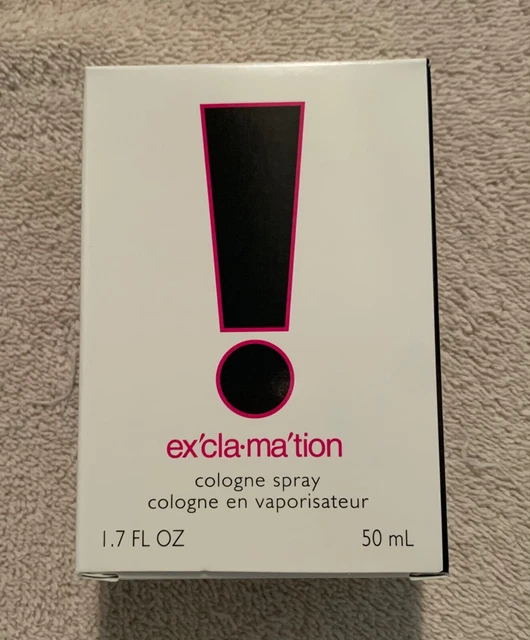 ex'cla·ma'tion
cologne spray
cologne en vaporisateur
1.7 FL OZ 50 mL